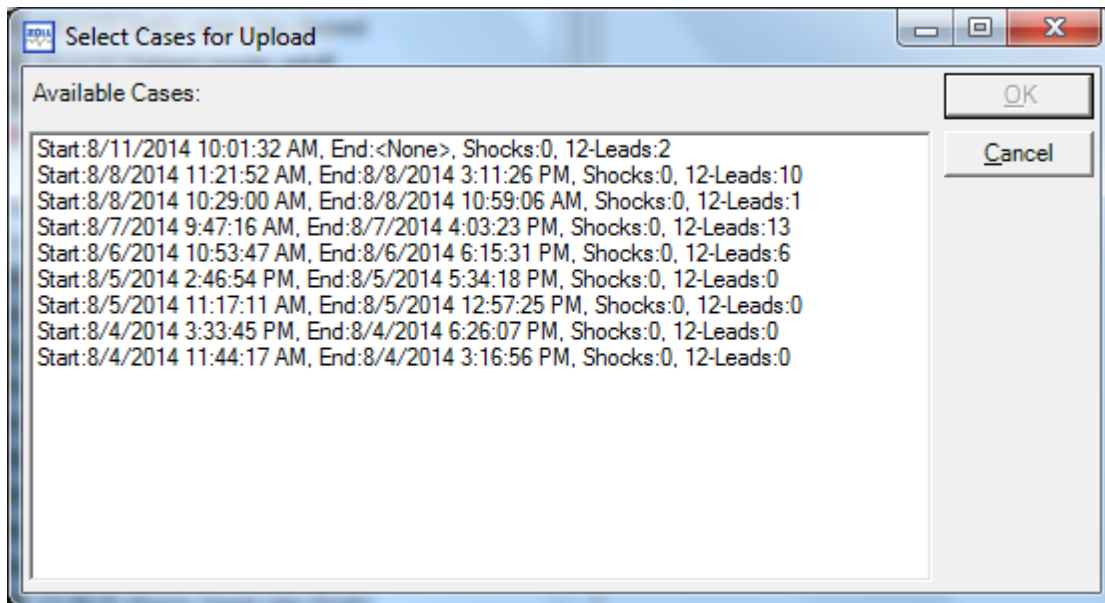 ZOLL
Select Cases for Upload
Available Cases:
OK
Start:8/11/2014 10:01:32 AM, End:<None>, Shocks:0, 12-Leads:2
Cancel
Start:8/8/2014 11:21:52 AM, End:8/8/2014 3:11:26 PM, Shocks:0, 12-Leads:10
Start:8/8/2014 10:29:00 AM, End:8/8/2014 10:59:06 AM, Shocks:0, 12-Leads:1
Start:8/7/2014 9:47:16 AM, End:8/7/2014 4:03:23 PM, Shocks:0, 12-Leads:13
Start:8/6/2014 10:53:47 AM, End:8/6/2014 6:15:31 PM, Shocks:0, 12-Leads:6
Start:8/5/2014 2:46:54 PM, End:8/5/2014 5:34:18 PM, Shocks:0, 12-Leads:0
Start:8/5/2014 11:17:11 AM, End:8/5/2014 12:57:25 PM, Shocks:0, 12-Leads:0
Start:8/4/2014 3:33:45 PM, End:8/4/2014 6:26:07 PM, Shocks:0, 12-Leads:0
Start:8/4/2014 11:44:17 AM, End:8/4/2014 3:16:56 PM, Shocks:0, 12-Leads:0